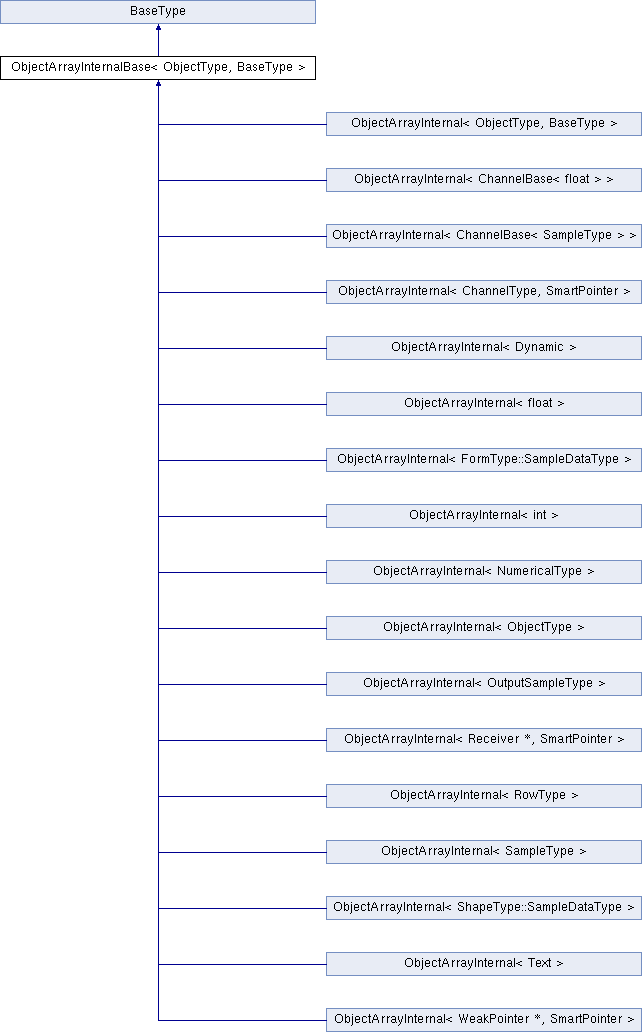 BaseType
ObjectArrayInternalBase< ObjectType, BaseType >
ObjectArrayInternal< ObjectType, BaseType >
ObjectArrayInternal< ChannelBase< float > >
ObjectArrayInternal< ChannelBase< SampleType > >
ObjectArrayInternal< ChannelType, SmartPointer >
ObjectArrayInternal< Dynamic >
ObjectArrayInternal< float >
ObjectArrayInternal< FormType::SampleDataType >
ObjectArrayInternal< int >
ObjectArrayInternal< NumericalType >
ObjectArrayInternal< ObjectType >
ObjectArrayInternal< OutputSampleType >
ObjectArrayInternal< Receiver *, SmartPointer >
ObjectArrayInternal< RowType >
ObjectArrayInternal< SampleType >
ObjectArrayInternal< ShapeType::SampleDataType >
ObjectArrayInternal< Text >
ObjectArrayInternal< WeakPointer *, SmartPointer >